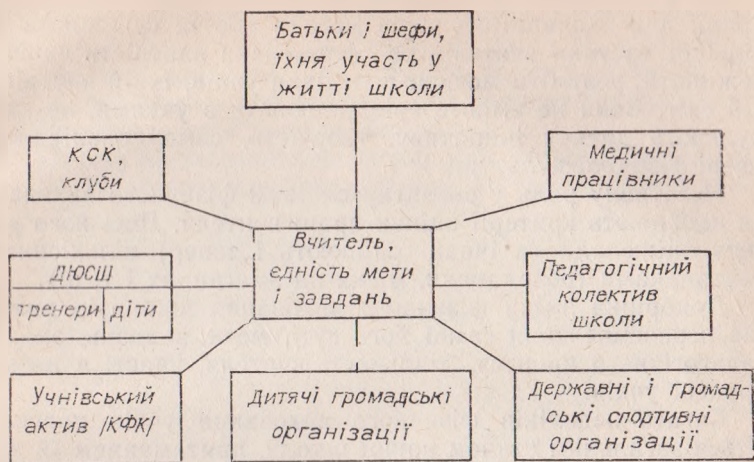 Батьки і шефи,
їхня участь у
житті школи
КСК,
клуби
Медичні
працівники
Вчитель,
єдність мети
і завдань
ДЮСШ
тренери діти
Педагогічний
колектив
школи
Учнівський
актив /КФК/
Дитячі громадські
організації
Державні і громад-
ські спортивні
організації